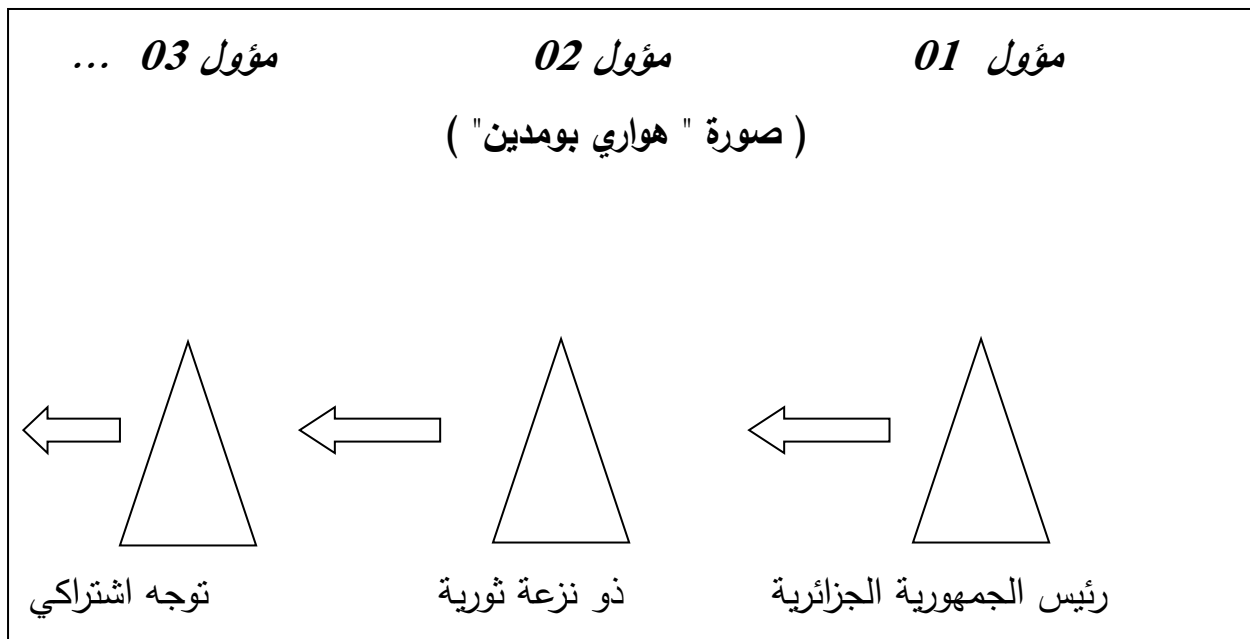 مؤول 01 مؤول 02 مؤول 03 ...
( صورة " هواري بومدين" )
رئيس الجمهورية الجزائرية ذو نزعة ثورية توجه اشتراكي